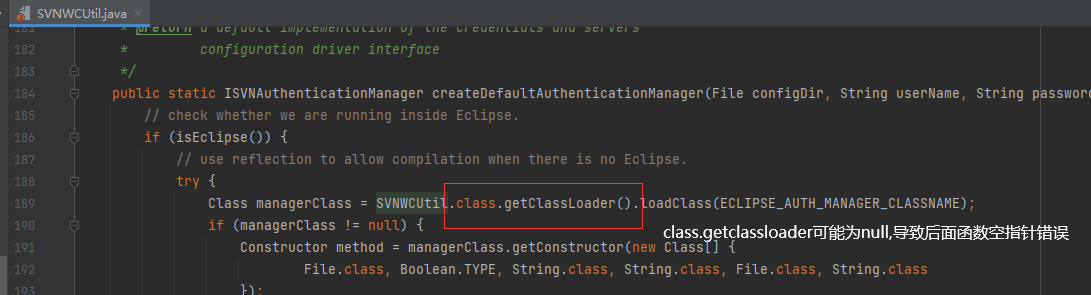 SVNWCUtil.java
181 * @return a default implementation of the credentials and servers
182 * configuration driver interface
183 */
184 public static ISVNAuthenticationManager createDefaultAuthenticationManager(File configDir, String userName, String password
185 // check whether we are running inside Eclipse.
186 if (isEclipse()) {
187 // use reflection to allow compilation when there is no Eclipse.
188 try {
189 Class managerClass = SVNWCUtil.class.getClassLoader().loadClass(ECLIPSE_AUTH_MANAGER_CLASSNAME);
190 if (managerClass != null) {
191 Constructor method = managerClass.getConstructor(new Class[] {
class.getclassloader可能为null,导致后面函数空指针错误
192 File.class, Boolean.TYPE, String.class, String.class, File.class, String.class
193 });